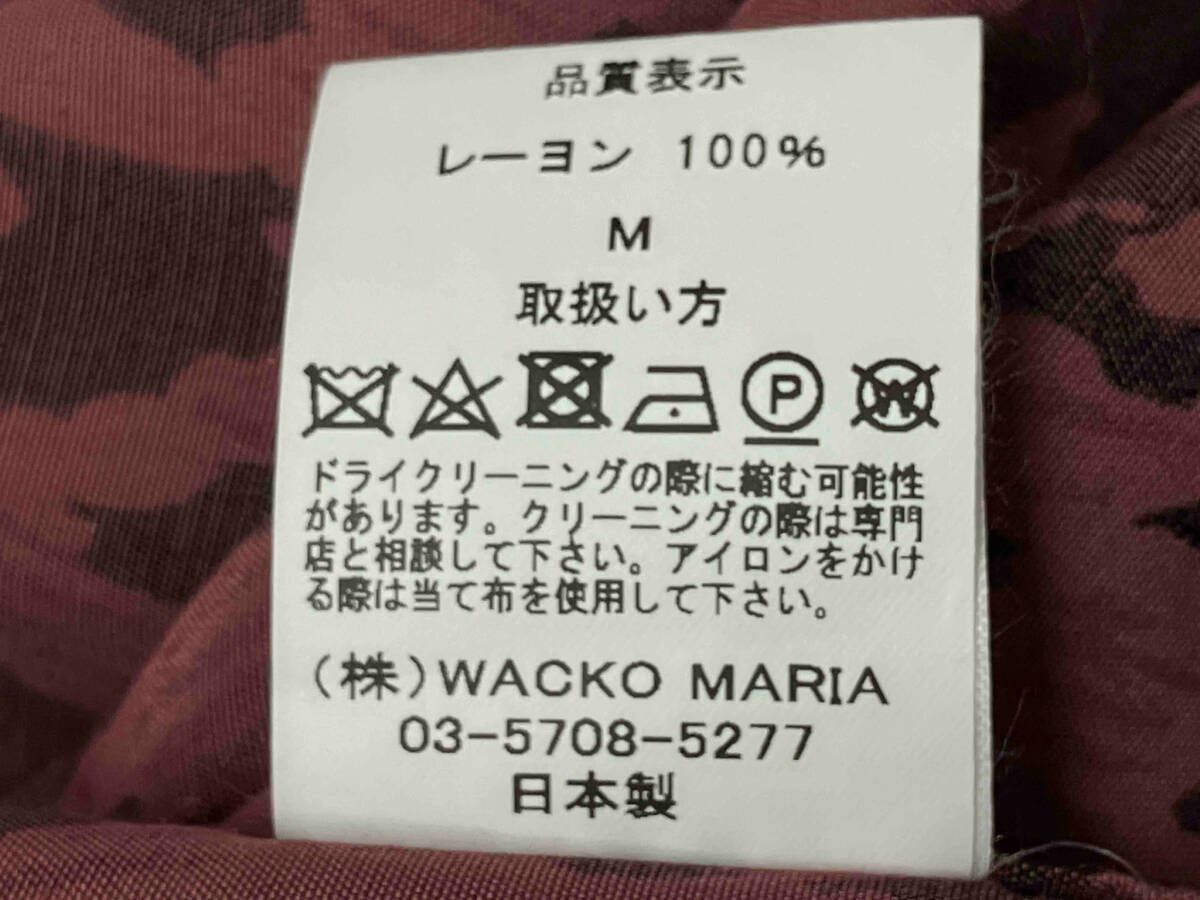 品質表示
レーヨン 100%
M
取扱い方
P W
ドライクリーニングの際に縮む可能性
があります。クリーニングの際は専門
店と相談して下さい。アイロンをかけ
る際は当て布を使用して下さい。
(株)WACKO MARIA
03-5708-5277
日本製